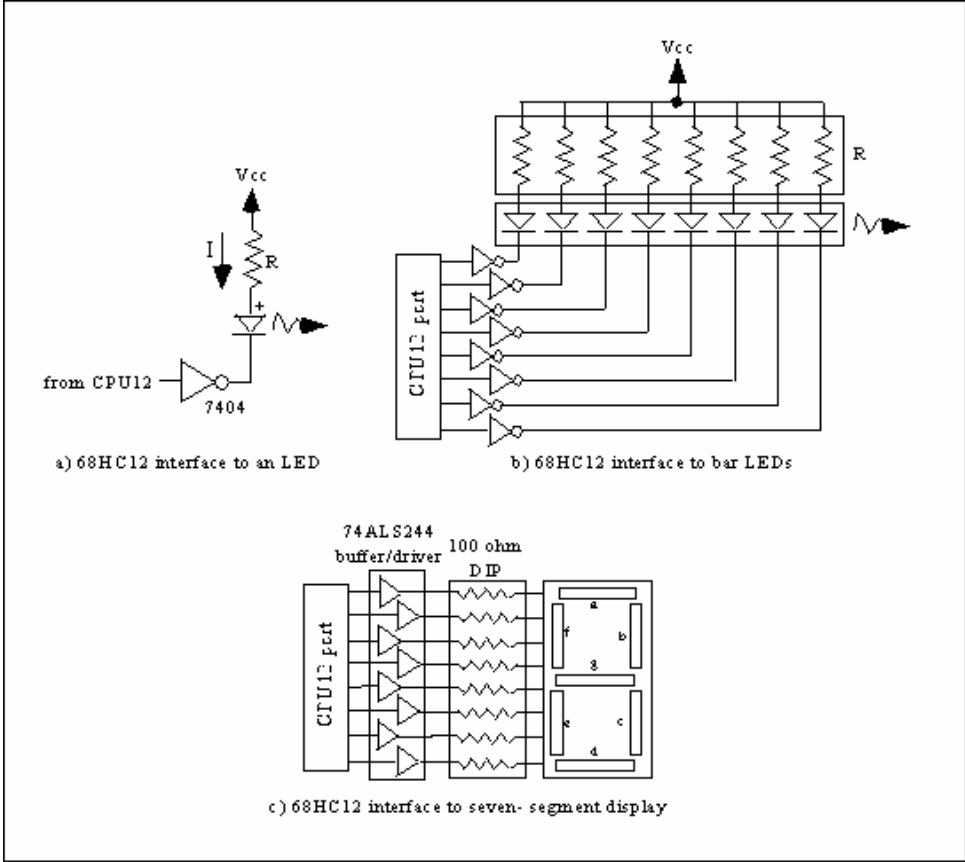 Vcc
R
Vcc
I
R
+
CPU12 port
from CPU12
7404
a) 68HC12 interface to an LED
b) 68HC12 interface to bar LEDs
74ALS244
buffer/driver
100 ohm
DIP
CPU12 port
a
f
b
g
e
c
d
c) 68HC12 interface to seven- segment display